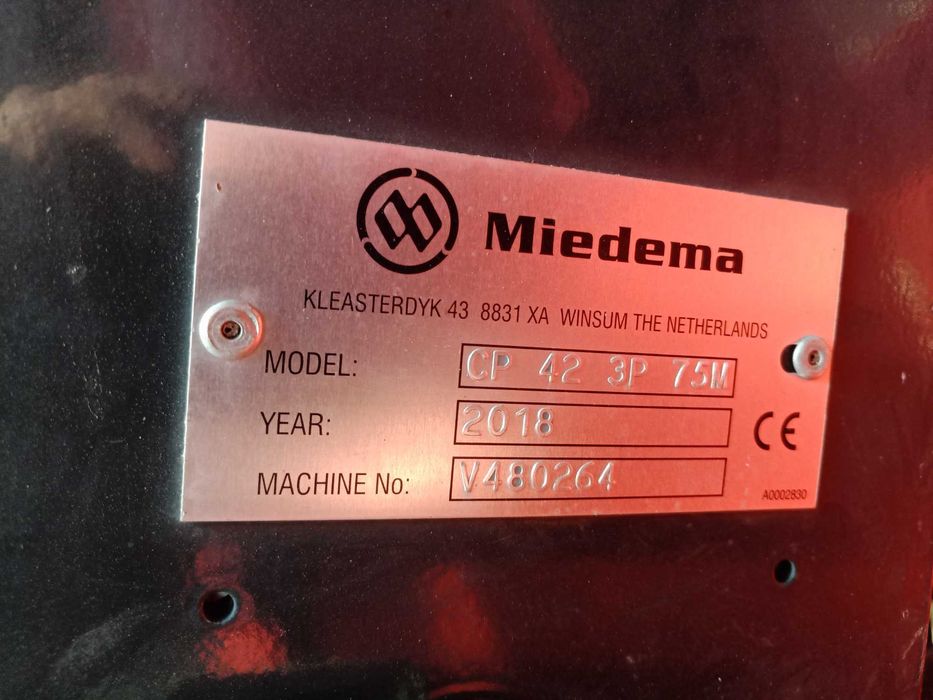 Miedema
KLEASTERDYK 43 8831 XA WINSUM THE NETHERLANDS
MODEL: CP 42 3P 75M
YEAR: 2018
CE
MACHINE No: V480264
A0002830